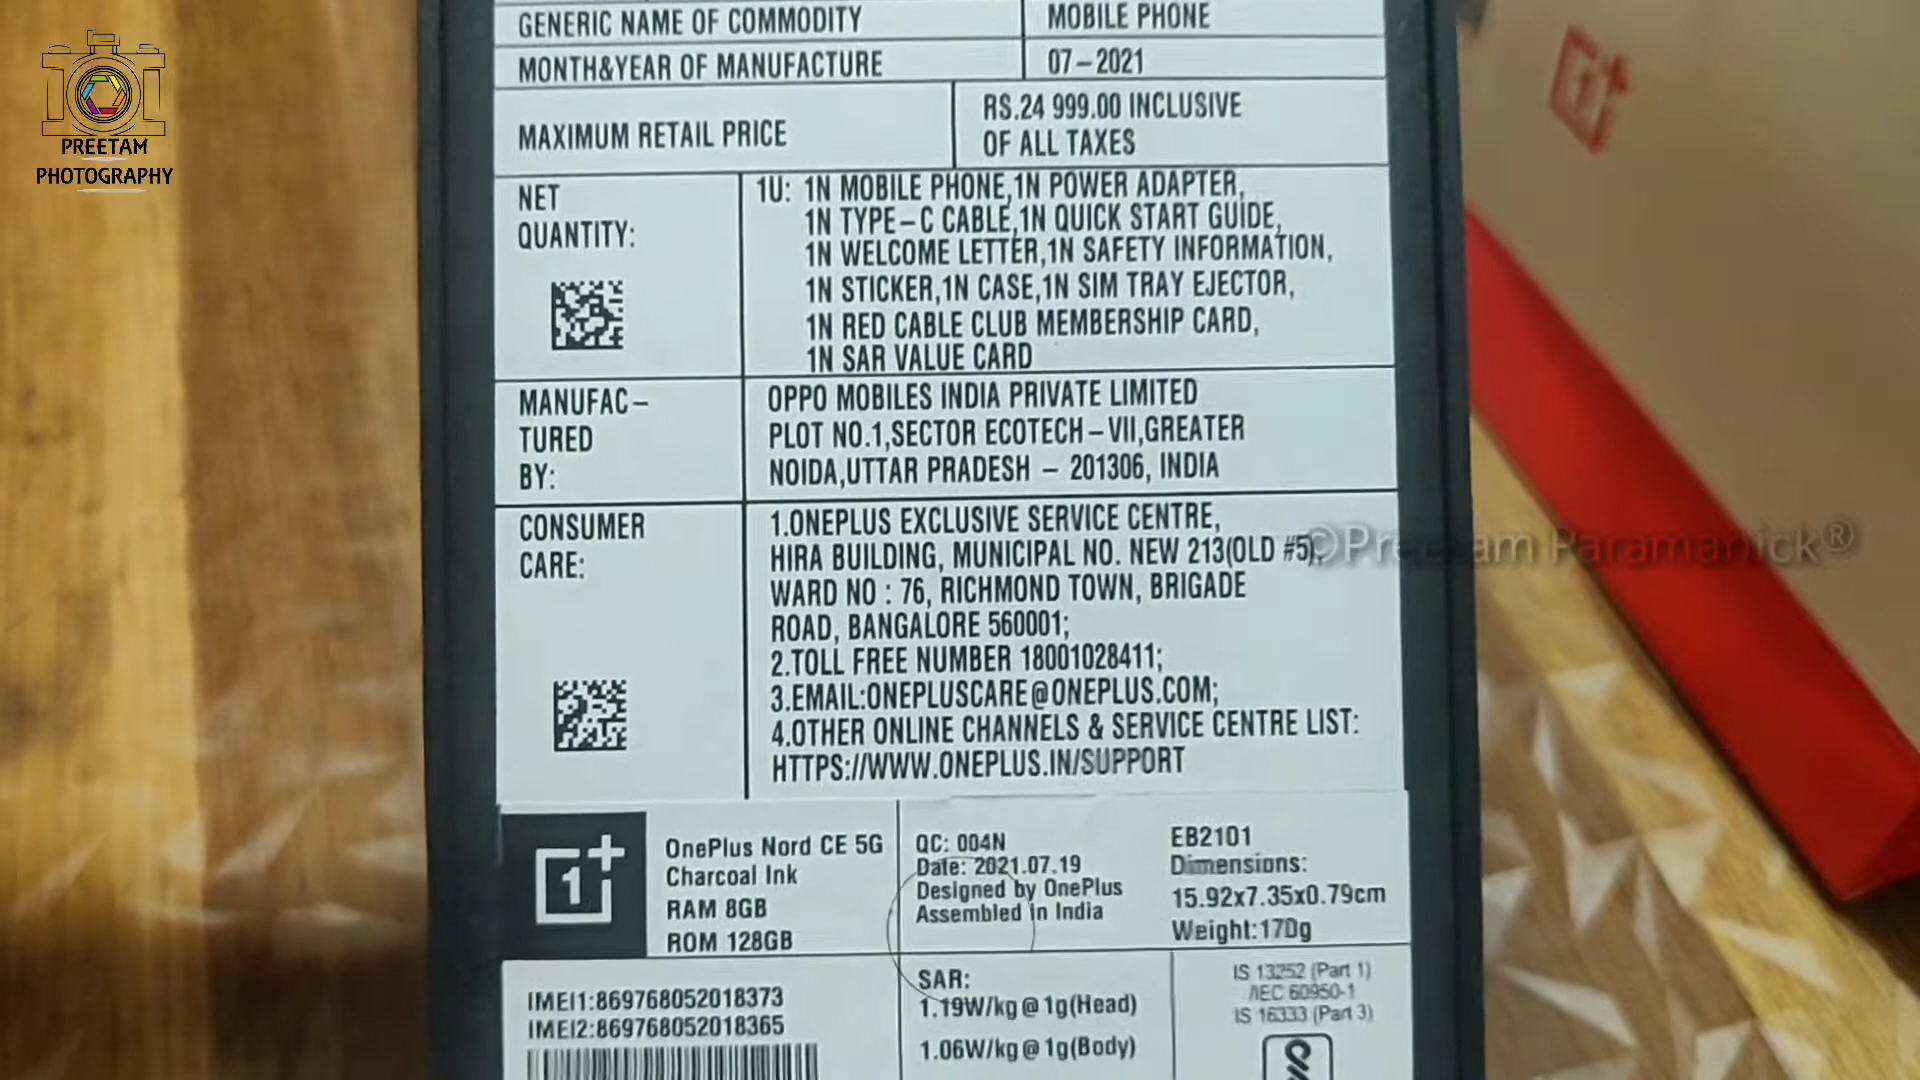 PREETAM
PHOTOGRAPHY
GENERIC NAME OF COMMODITY MOBILE PHONE
MONTH&YEAR OF MANUFACTURE 07-2021
MAXIMUM RETAIL PRICE
RS.24 999.00 INCLUSIVE
OF ALL TAXES
NET
QUANTITY:
1U: 1N MOBILE PHONE,1N POWER ADAPTER,
1N TYPE-C CABLE,1N QUICK START GUIDE,
1N WELCOME LETTER,1N SAFETY INFORMATION,
1N STICKER,1N CASE,1N SIM TRAY EJECTOR,
1N RED CABLE CLUB MEMBERSHIP CARD,
1N SAR VALUE CARD
MANUFAC-
TURED
BY:
OPPO MOBILES INDIA PRIVATE LIMITED
PLOT NO.1,SECTOR ECOTECH-VII,GREATER
NOIDA,UTTAR PRADESH - 201306, INDIA
CONSUMER
CARE:
1.ONEPLUS EXCLUSIVE SERVICE CENTRE,
HIRA BUILDING, MUNICIPAL NO. NEW 213(OLD #5),
WARD NO : 76, RICHMOND TOWN, BRIGADE
ROAD, BANGALORE 560001;
2.TOLL FREE NUMBER 18001028411;
3.EMAIL:ONEPLUSCARE@ONEPLUS.COM;
4.OTHER ONLINE CHANNELS & SERVICE CENTRE LIST:
HTTPS://WWW.ONEPLUS.IN/SUPPORT
©Preetam Paramanick®
OnePlus Nord CE 5G
Charcoal Ink
RAM 8GB
ROM 128GB
QC: 004N
Date: 2021.07.19
Designed by OnePlus
Assembled in India
EB2101
Dimensions:
15.92x7.35x0.79cm
Weight:170g
IMEI1:869768052018373
IMEI2:869768052018365
SAR:
1.19W/kg@1g(Head)
1.06W/kg@1g(Body)
IS 13252 (Part 1)
/IEC 60950-1
IS 16333 (Part 3)